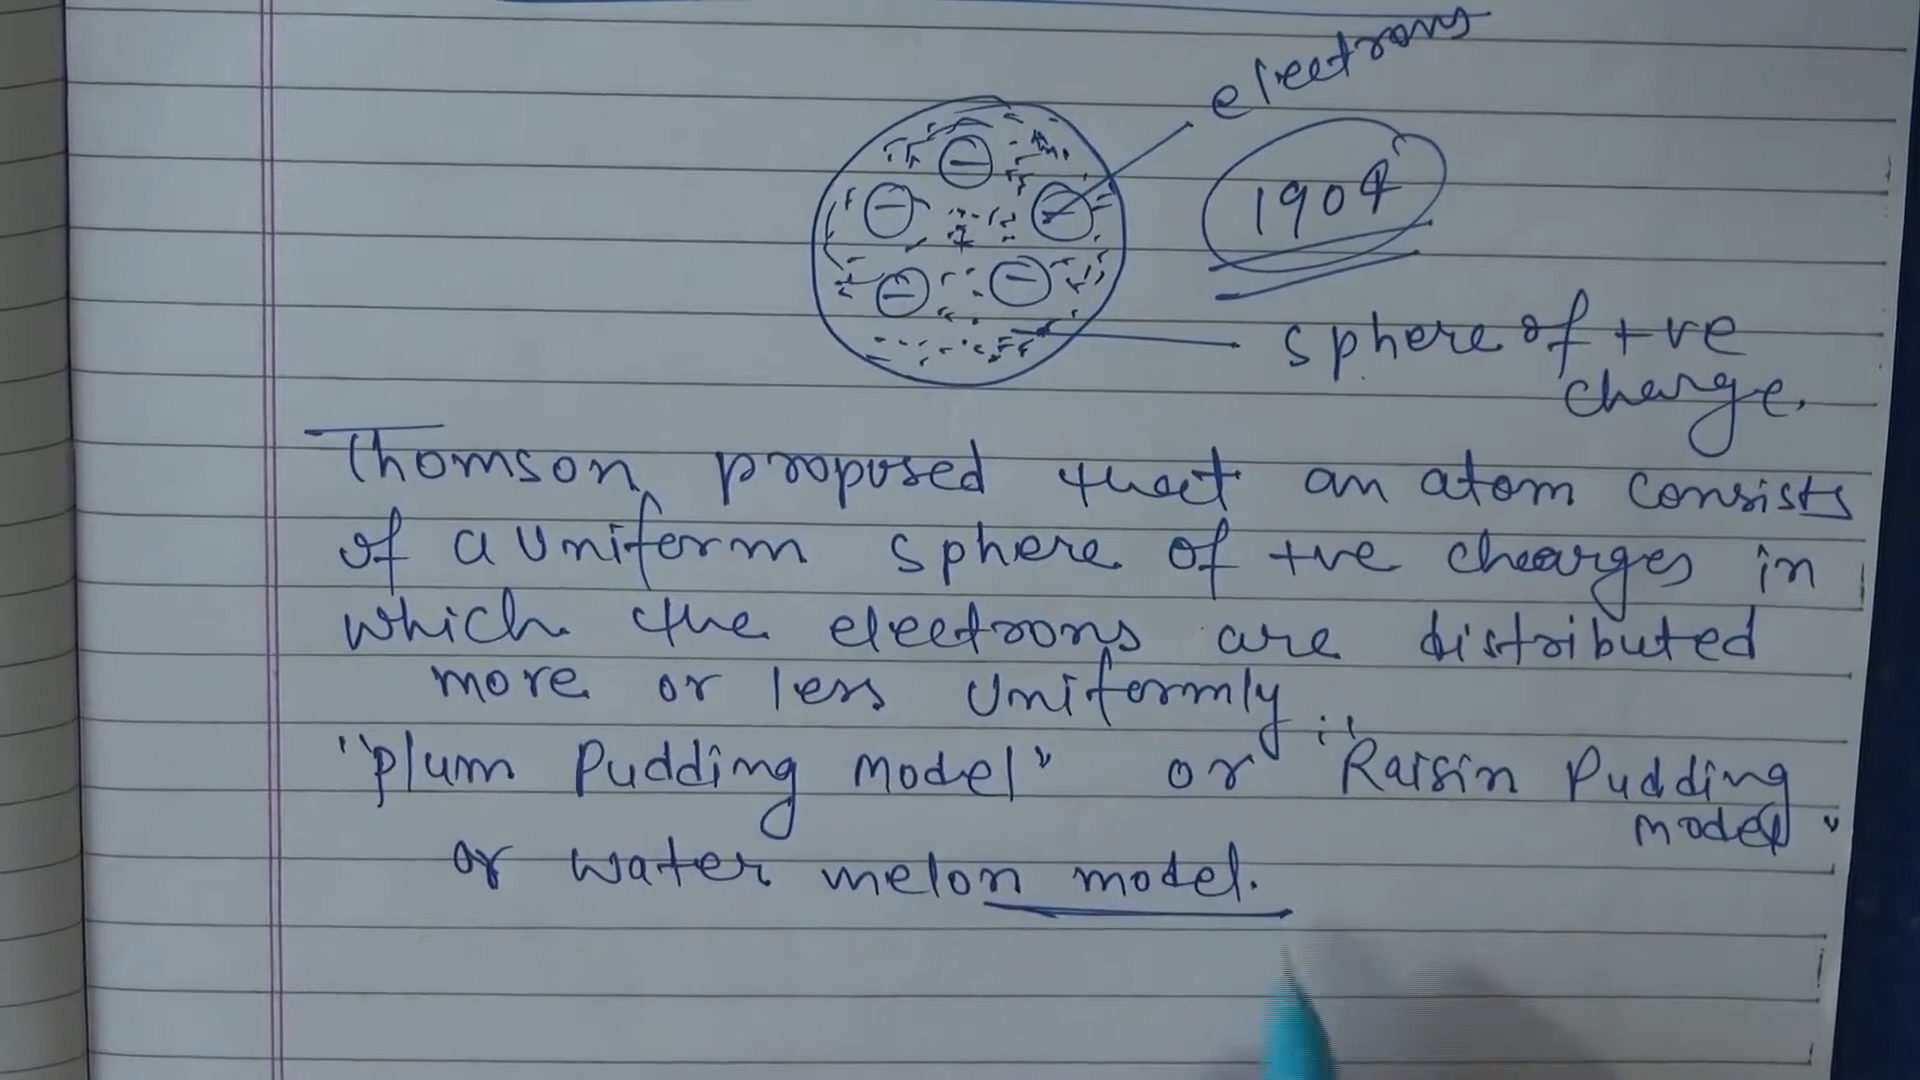 electrons
1904
sphere of +ve
charge.
Thomson proposed that an atom consists
of a uniform sphere of +ve charges in
which the electrons are distributed
more or less uniformly
"Plum Pudding Model" or "Raisin Pudding
model"
or water melon model.